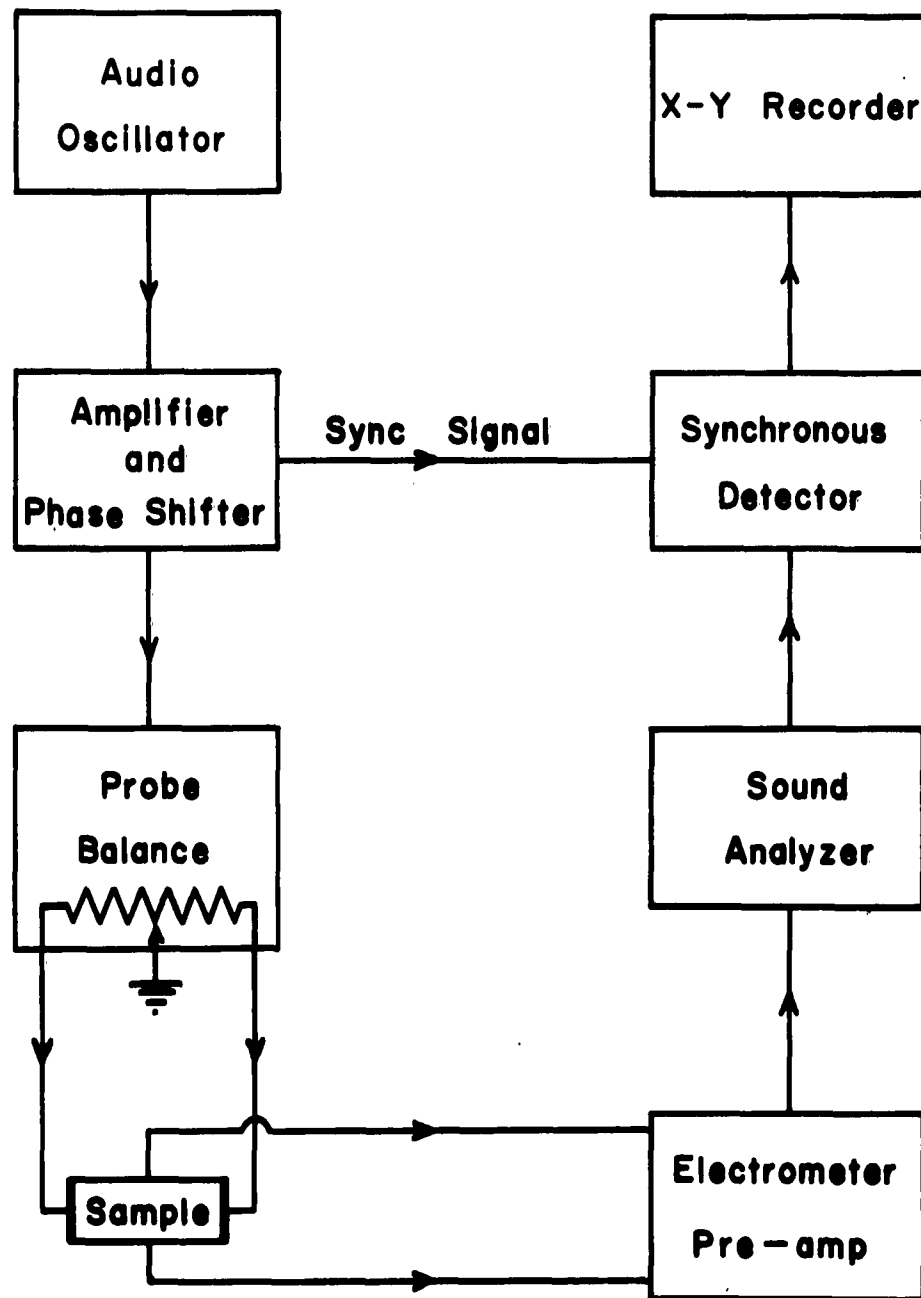 Audio
Oscillator
X-Y Recorder
Amplifier
and
Phase Shifter
Sync Signal
Synchronous
Detector
Probe
Balance
Sound
Analyzer
Sample
Electrometer
Pre-amp